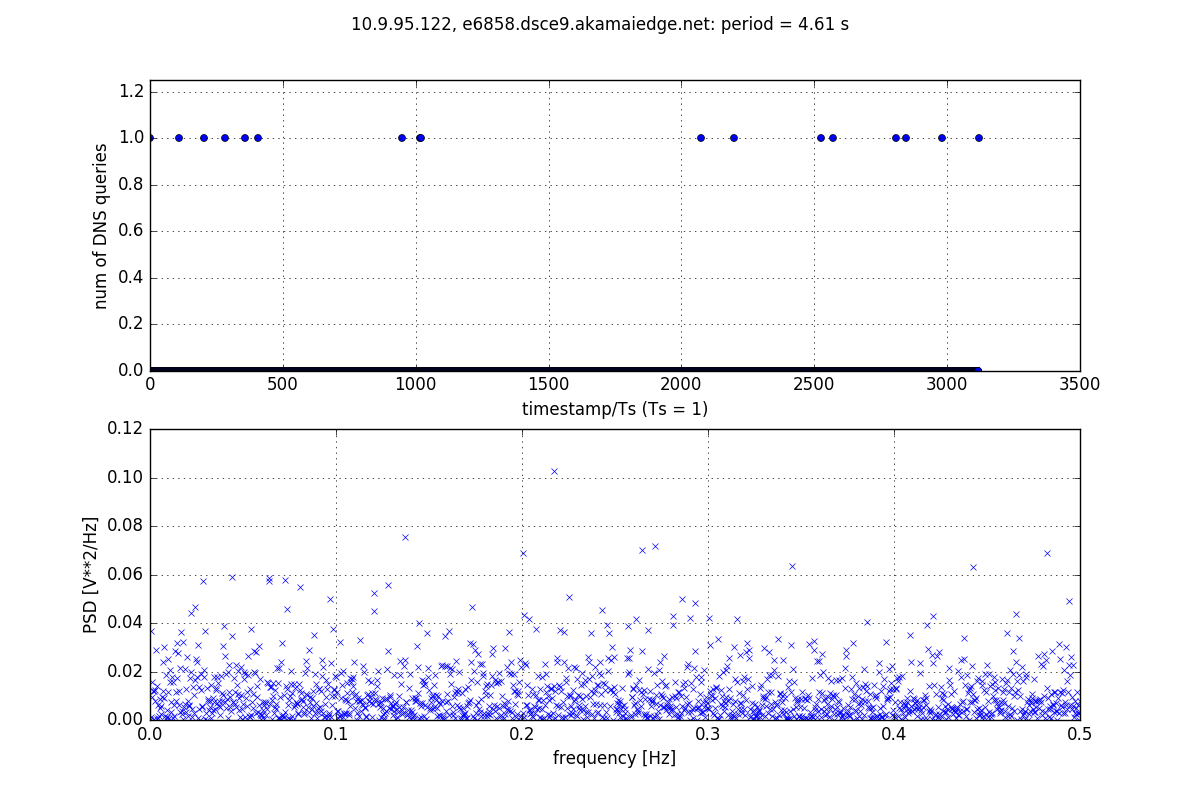 10.9.95.122, e6858.dsce9.akamaiedge.net: period = 4.61 s
1.2
1.0
0.8
0.6
0.4
0.2
0.0
num of DNS queries
0 500 1000 1500 2000 2500 3000 3500
timestamp/Ts (Ts = 1)
0.12
0.10
0.08
0.06
0.04
0.02
0.00
PSD [V**2/Hz]
0.0 0.1 0.2 0.3 0.4 0.5
frequency [Hz]